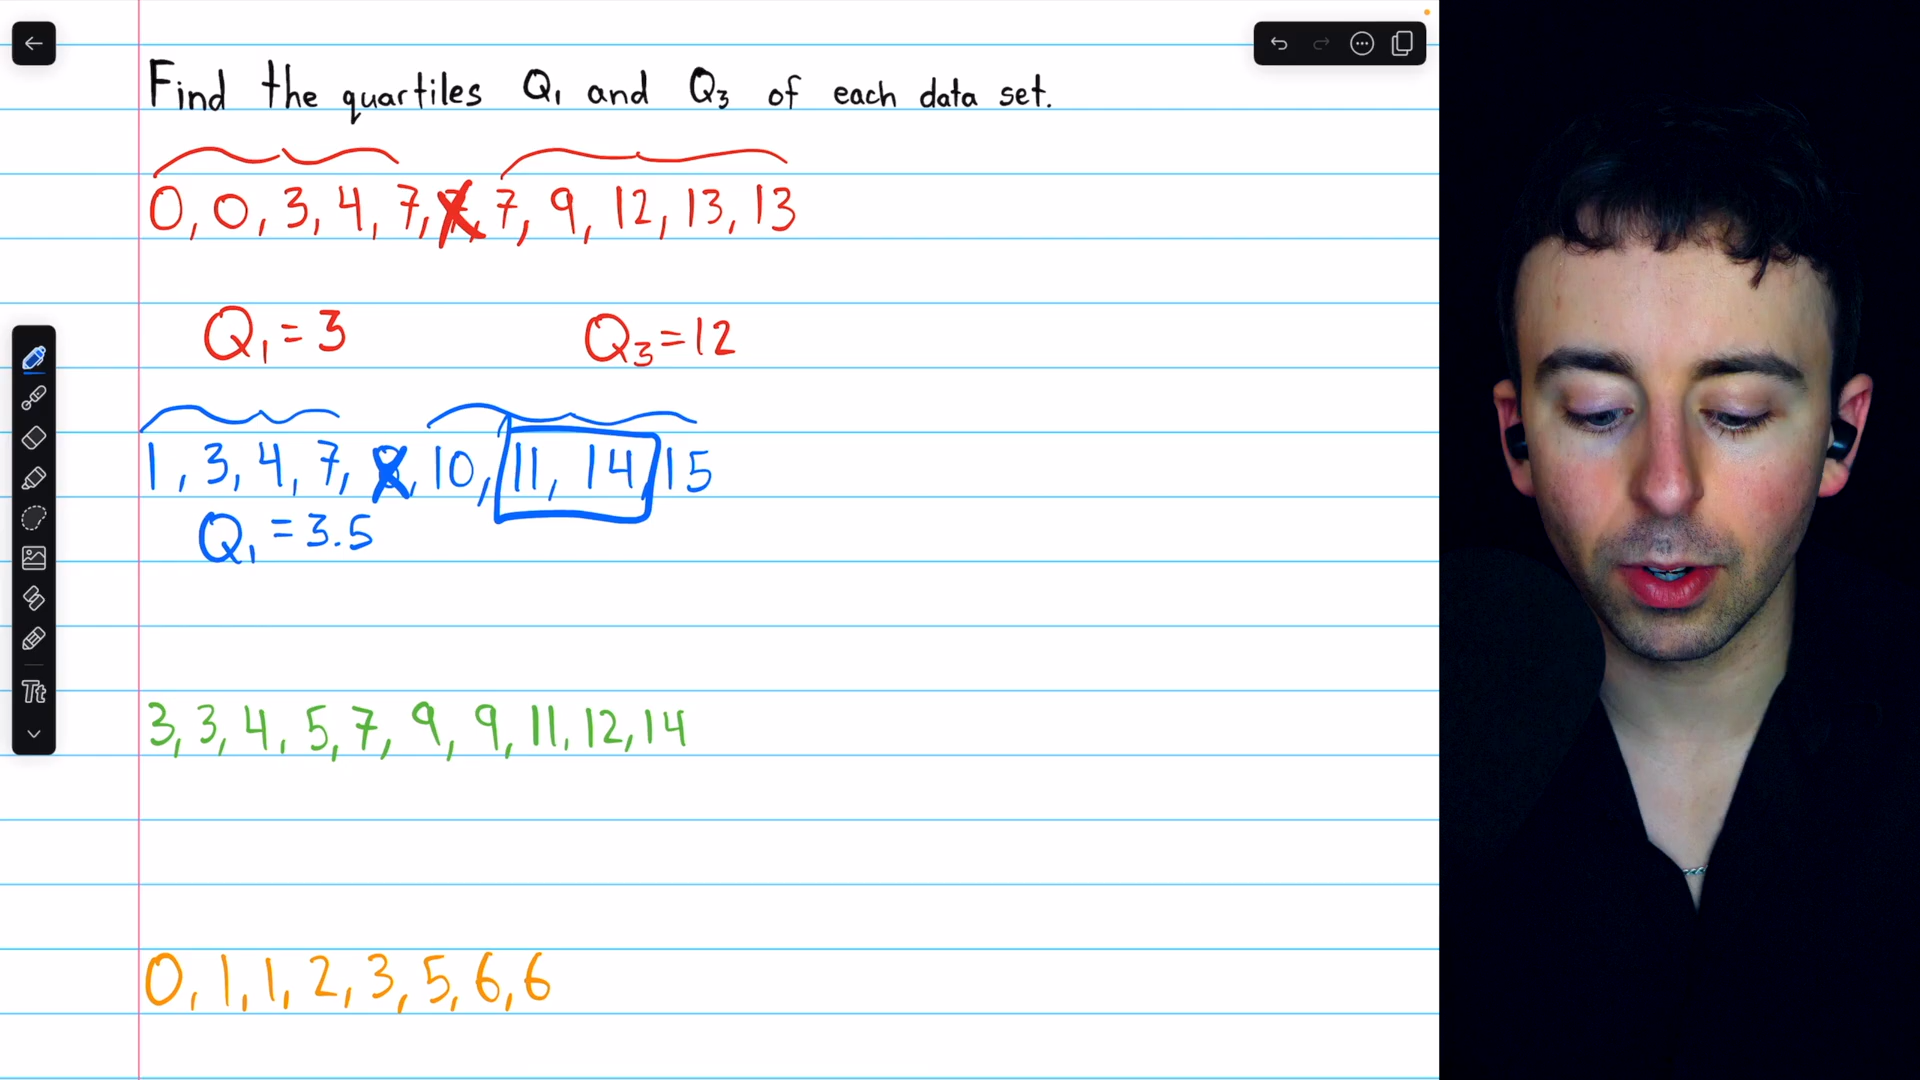 Find the quartiles Q₁ and Q₃ of each data set.
0, 0, 3, 4, 7, 7, 9, 12, 13, 13
Q₁ = 3 Q₃ = 12
1, 3, 4, 7, 10, 11, 14, 15
Q₁ = 3.5
3, 3, 4, 5, 7, 9, 9, 11, 12, 14
0, 1, 1, 2, 3, 5, 6, 6
Tt